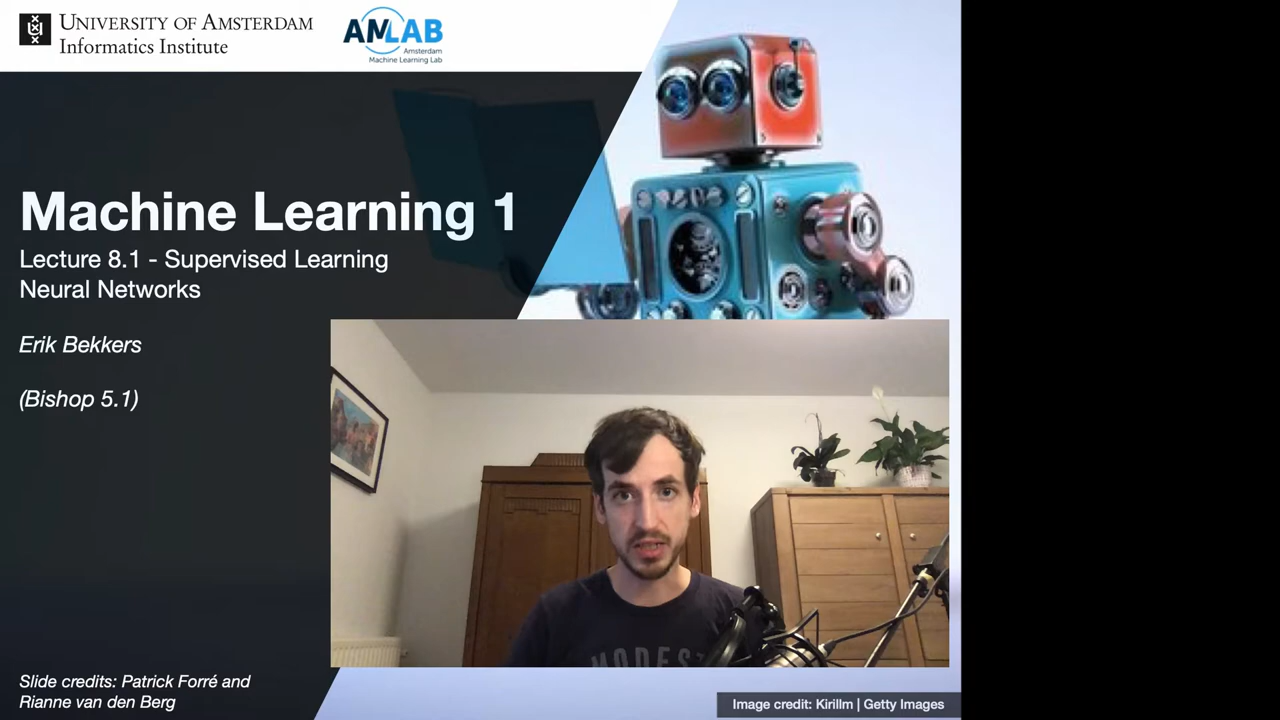 UNIVERSITY OF AMSTERDAM
Informatics Institute
AMLAB
Amsterdam
Machine Learning Lab
Machine Learning 1
Lecture 8.1 - Supervised Learning
Neural Networks
Erik Bekkers
(Bishop 5.1)
MODEST
Slide credits: Patrick Forré and
Rianne van den Berg
Image credit: Kirillm | Getty Images